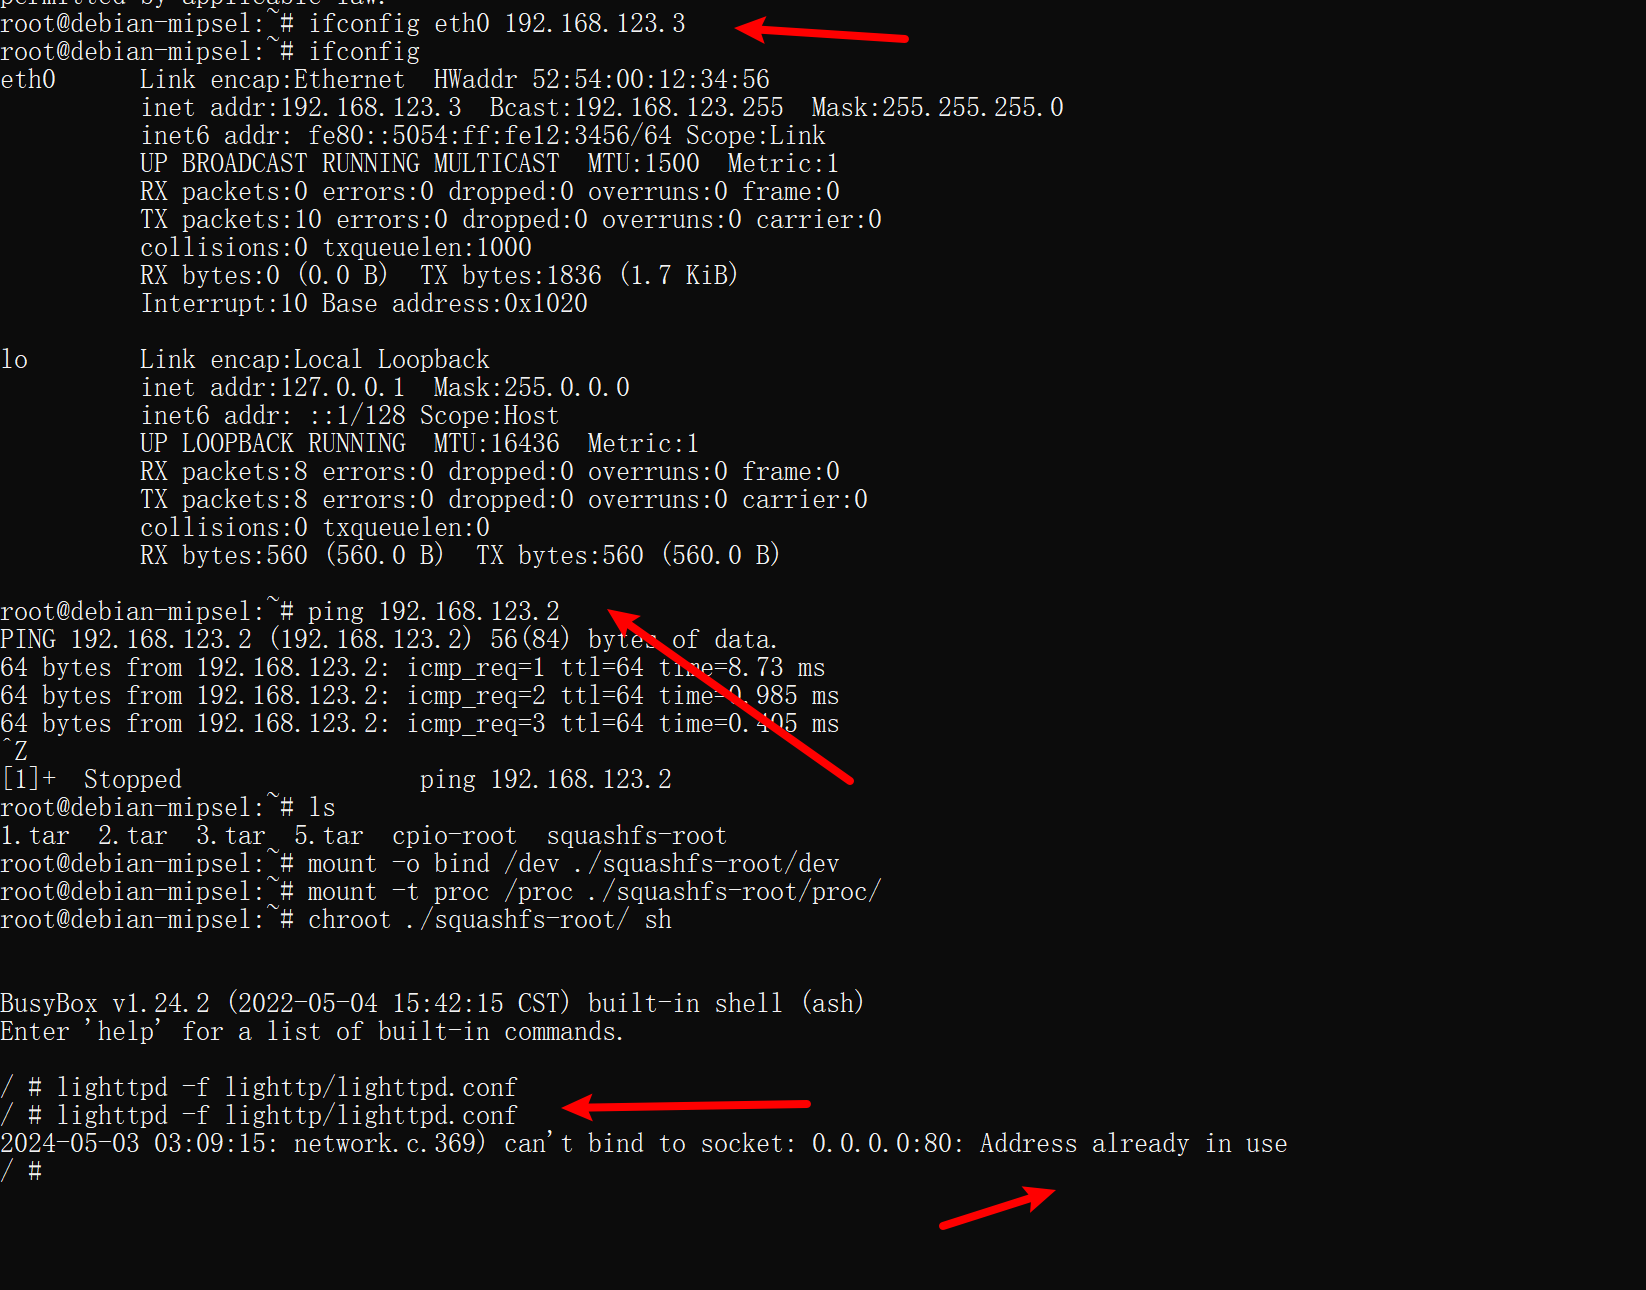 permitted by applicable law.
root@debian-mipsel:~# ifconfig eth0 192.168.123.3
root@debian-mipsel:~# ifconfig
eth0      Link encap:Ethernet  HWaddr 52:54:00:12:34:56
          inet addr:192.168.123.3  Bcast:192.168.123.255  Mask:255.255.255.0
          inet6 addr: fe80::5054:ff:fe12:3456/64 Scope:Link
          UP BROADCAST RUNNING MULTICAST  MTU:1500  Metric:1
          RX packets:0 errors:0 dropped:0 overruns:0 frame:0
          TX packets:10 errors:0 dropped:0 overruns:0 carrier:0
          collisions:0 txqueuelen:1000
          RX bytes:0 (0.0 B)  TX bytes:1836 (1.7 KiB)
          Interrupt:10 Base address:0x1020
lo        Link encap:Local Loopback
          inet addr:127.0.0.1  Mask:255.0.0.0
          inet6 addr: ::1/128 Scope:Host
          UP LOOPBACK RUNNING  MTU:16436  Metric:1
          RX packets:8 errors:0 dropped:0 overruns:0 frame:0
          TX packets:8 errors:0 dropped:0 overruns:0 carrier:0
          collisions:0 txqueuelen:0
          RX bytes:560 (560.0 B)  TX bytes:560 (560.0 B)
root@debian-mipsel:~# ping 192.168.123.2
PING 192.168.123.2 (192.168.123.2) 56(84) bytes of data.
64 bytes from 192.168.123.2: icmp_req=1 ttl=64 time=8.73 ms
64 bytes from 192.168.123.2: icmp_req=2 ttl=64 time=0.985 ms
64 bytes from 192.168.123.2: icmp_req=3 ttl=64 time=0.405 ms
^Z
[1]+  Stopped                 ping 192.168.123.2
root@debian-mipsel:~# ls
1.tar  2.tar  3.tar  5.tar  cpio-root  squashfs-root
root@debian-mipsel:~# mount -o bind /dev ./squashfs-root/dev
root@debian-mipsel:~# mount -t proc /proc ./squashfs-root/proc/
root@debian-mipsel:~# chroot ./squashfs-root/ sh
BusyBox v1.24.2 (2022-05-04 15:42:15 CST) built-in shell (ash)
Enter 'help' for a list of built-in commands.
/ # lighttpd -f lighttp/lighttpd.conf
/ # lighttpd -f lighttp/lighttpd.conf
2024-05-03 03:09:15: network.c.369) can't bind to socket: 0.0.0.0:80: Address already in use
/ #